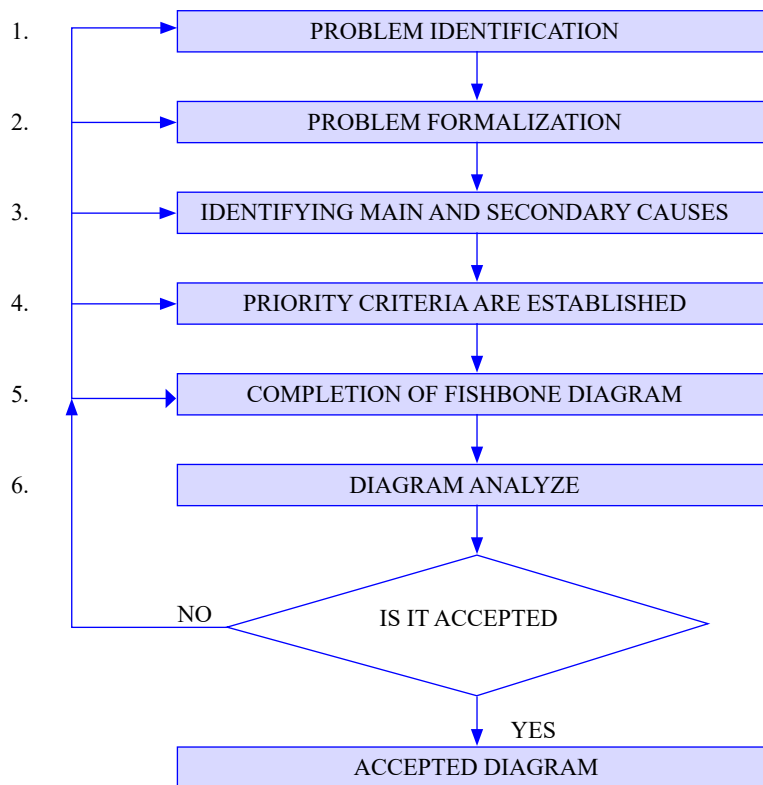 1. PROBLEM IDENTIFICATION
2. PROBLEM FORMALIZATION
3. IDENTIFYING MAIN AND SECONDARY CAUSES
4. PRIORITY CRITERIA ARE ESTABLISHED
5. COMPLETION OF FISHBONE DIAGRAM
6. DIAGRAM ANALYZE
NO
IS IT ACCEPTED
YES
ACCEPTED DIAGRAM